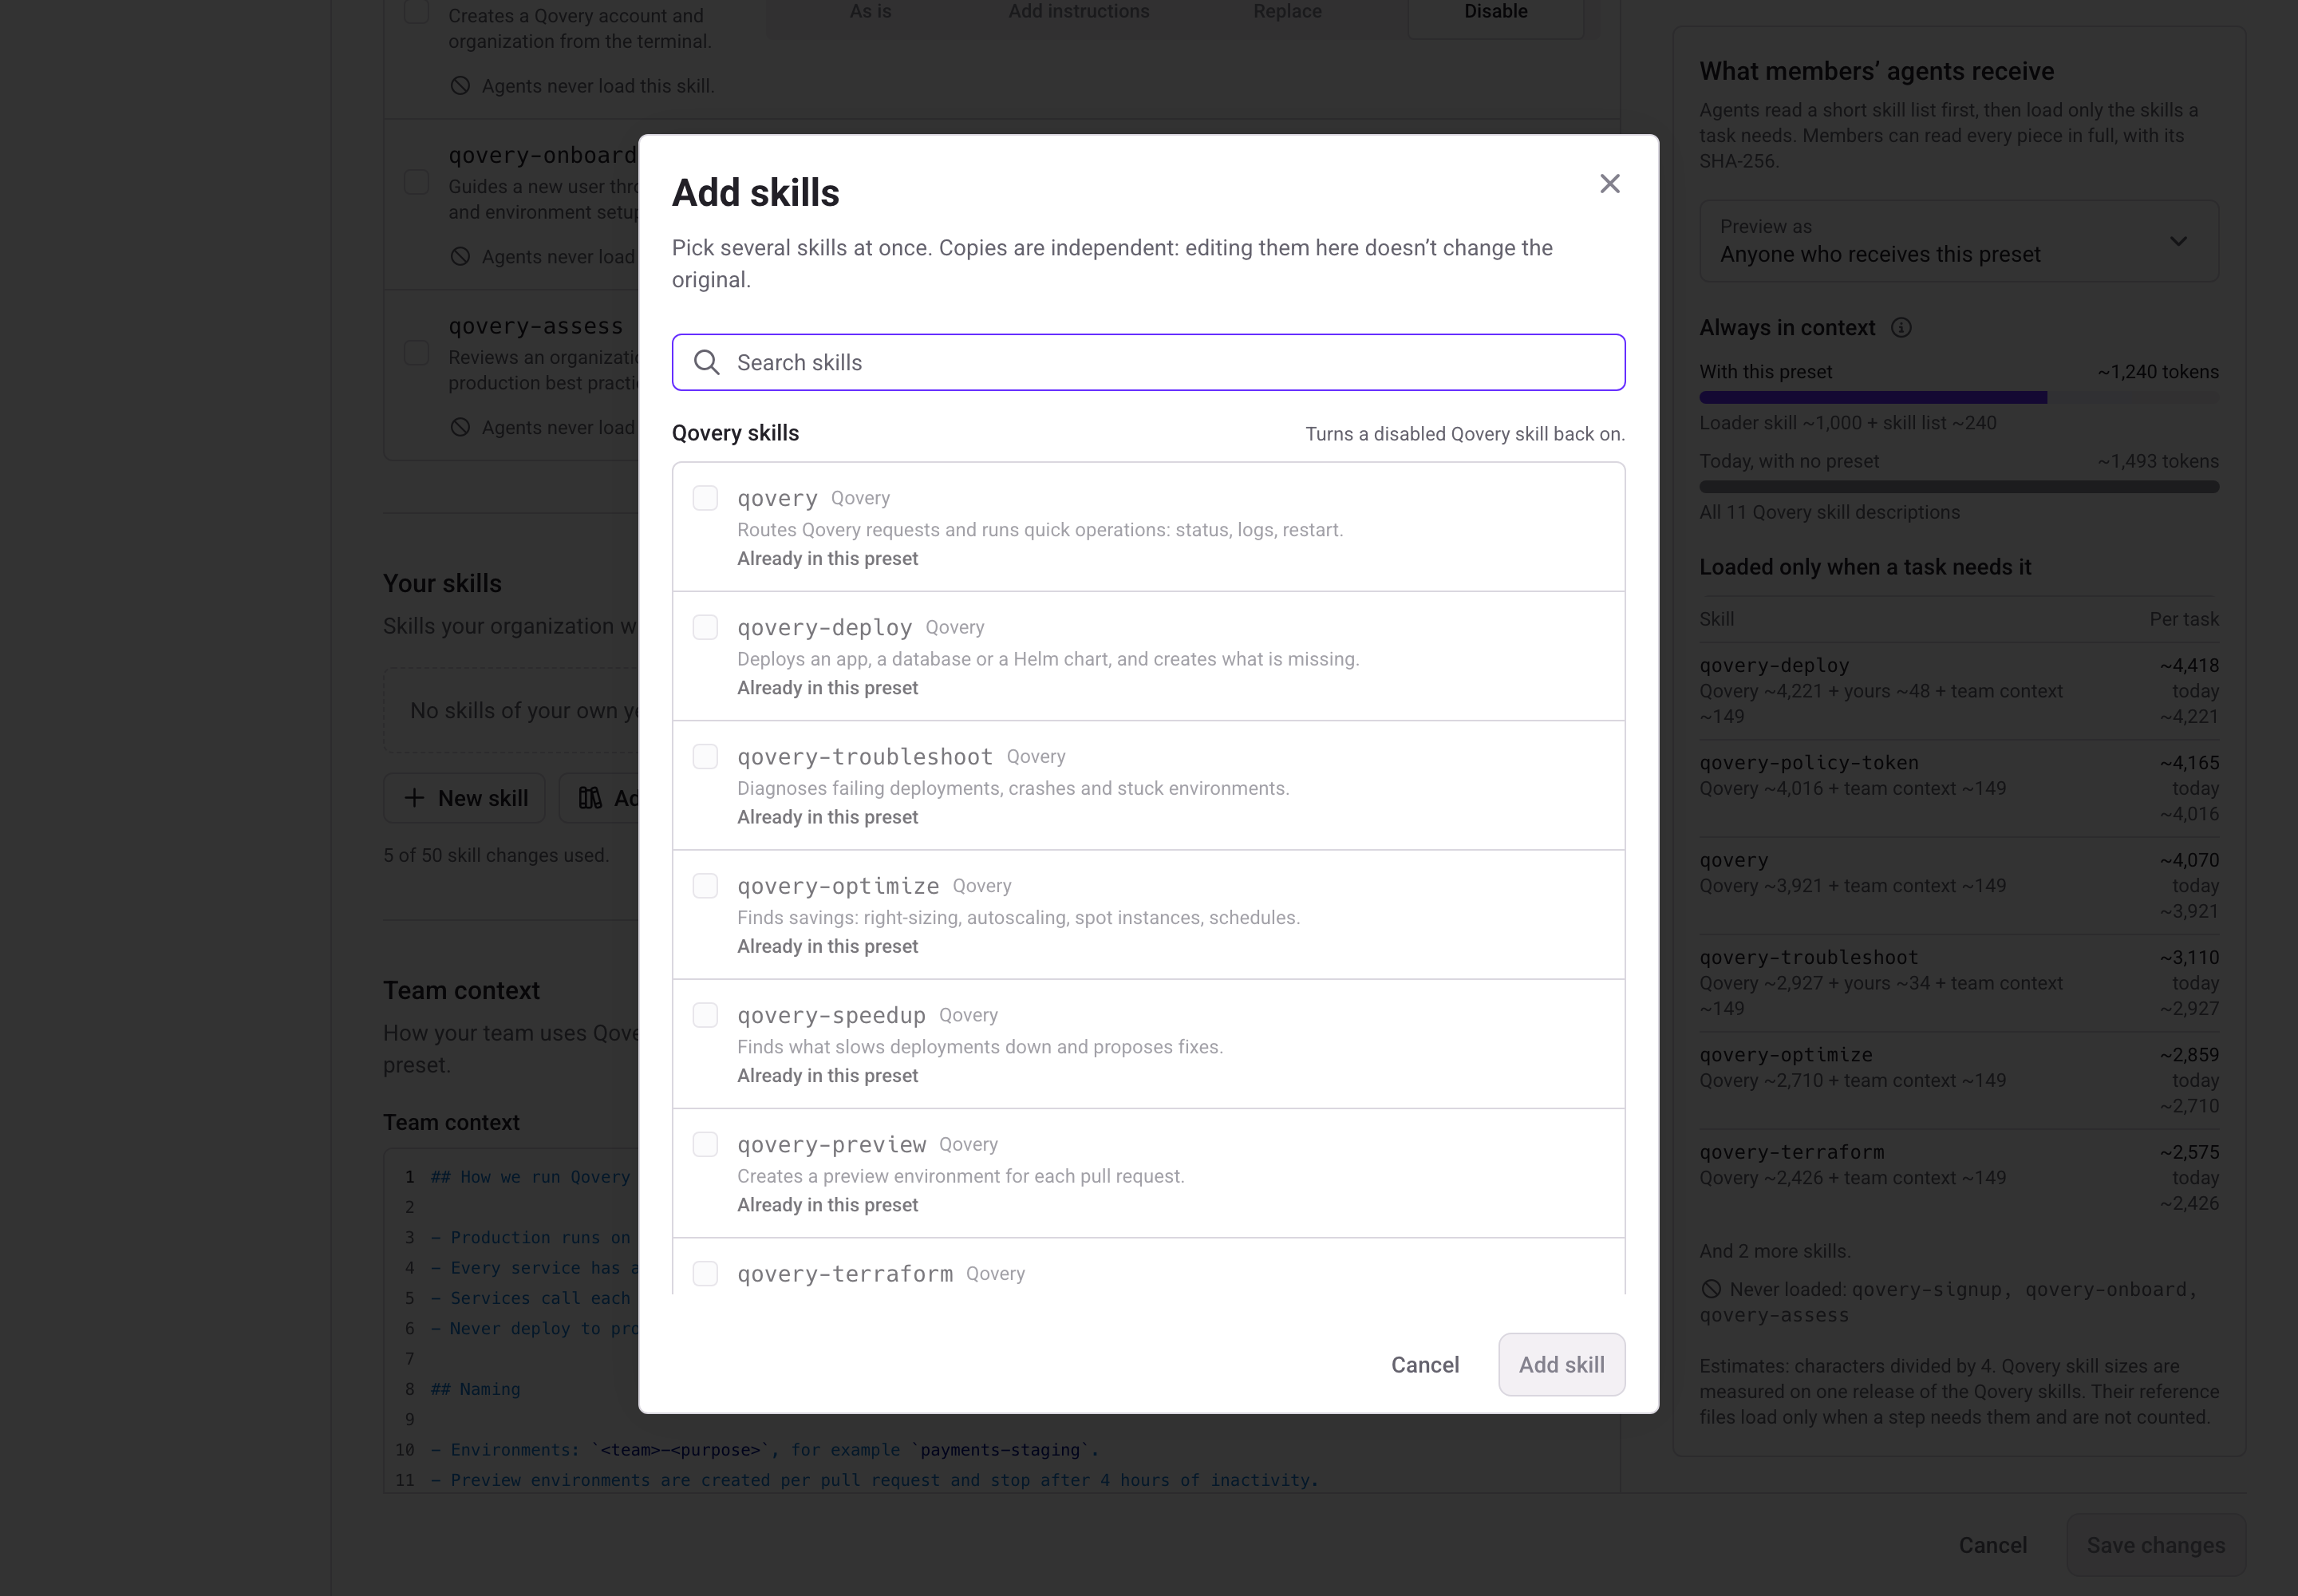 Creates a Qovery account and
organization from the terminal.
Agents never load this skill.
As is
Add instructions
Replace
Disable
qovery-onboard
Guides a new user
and environment
Agents never load
qovery-assess
Reviews an
production best
Agents never load
Your skills
Skills your organization
No skills of your own
New skill
5 of 50 skill changes used.
Team context
How your team uses
preset.
Team context
1 ## How we run Qovery
2
3 - Production runs on
4 - Every service has
5 - Services call each
6 - Never deploy to
7
8 ## Naming
9
10 - Environments: `<team>-<purpose>`, for example `payments-staging`.
11 - Preview environments are created per pull request and stop after 4 hours of inactivity.
Add skills
Pick several skills at once. Copies are independent: editing them here doesn’t change the
original.
Search skills
Qovery skills
Turns a disabled Qovery skill back on.
qovery Qovery
Routes Qovery requests and runs quick operations: status, logs, restart.
Already in this preset
qovery-deploy Qovery
Deploys an app, a database or a Helm chart, and creates what is missing.
Already in this preset
qovery-troubleshoot Qovery
Diagnoses failing deployments, crashes and stuck environments.
Already in this preset
qovery-optimize Qovery
Finds savings: right-sizing, autoscaling, spot instances, schedules.
Already in this preset
qovery-speedup Qovery
Finds what slows deployments down and proposes fixes.
Already in this preset
qovery-preview Qovery
Creates a preview environment for each pull request.
Already in this preset
qovery-terraform Qovery
Cancel
Add skill
What members’ agents receive
Agents read a short skill list first, then load only the skills a
task needs. Members can read every piece in full, with its
SHA-256.
Preview as
Anyone who receives this preset
Always in context
With this preset ~1,240 tokens
Loader skill ~1,000 + skill list ~240
Today, with no preset ~1,493 tokens
All 11 Qovery skill descriptions
Loaded only when a task needs it
Skill Per task
qovery-deploy ~4,418
Qovery ~4,221 + yours ~48 + team context today
~149 ~4,221
qovery-policy-token ~4,165
Qovery ~4,016 + team context ~149 today
~4,016
qovery ~4,070
Qovery ~3,921 + team context ~149 today
~3,921
qovery-troubleshoot ~3,110
Qovery ~2,927 + yours ~34 + team context today
~149 ~2,927
qovery-optimize ~2,859
Qovery ~2,710 + team context ~149 today
~2,710
qovery-terraform ~2,575
Qovery ~2,426 + team context ~149 today
~2,426
And 2 more skills.
Never loaded: qovery-signup, qovery-onboard,
qovery-assess
Estimates: characters divided by 4. Qovery skill sizes are
measured on one release of the Qovery skills. Their reference
files load only when a step needs them and are not counted.
Cancel
Save changes